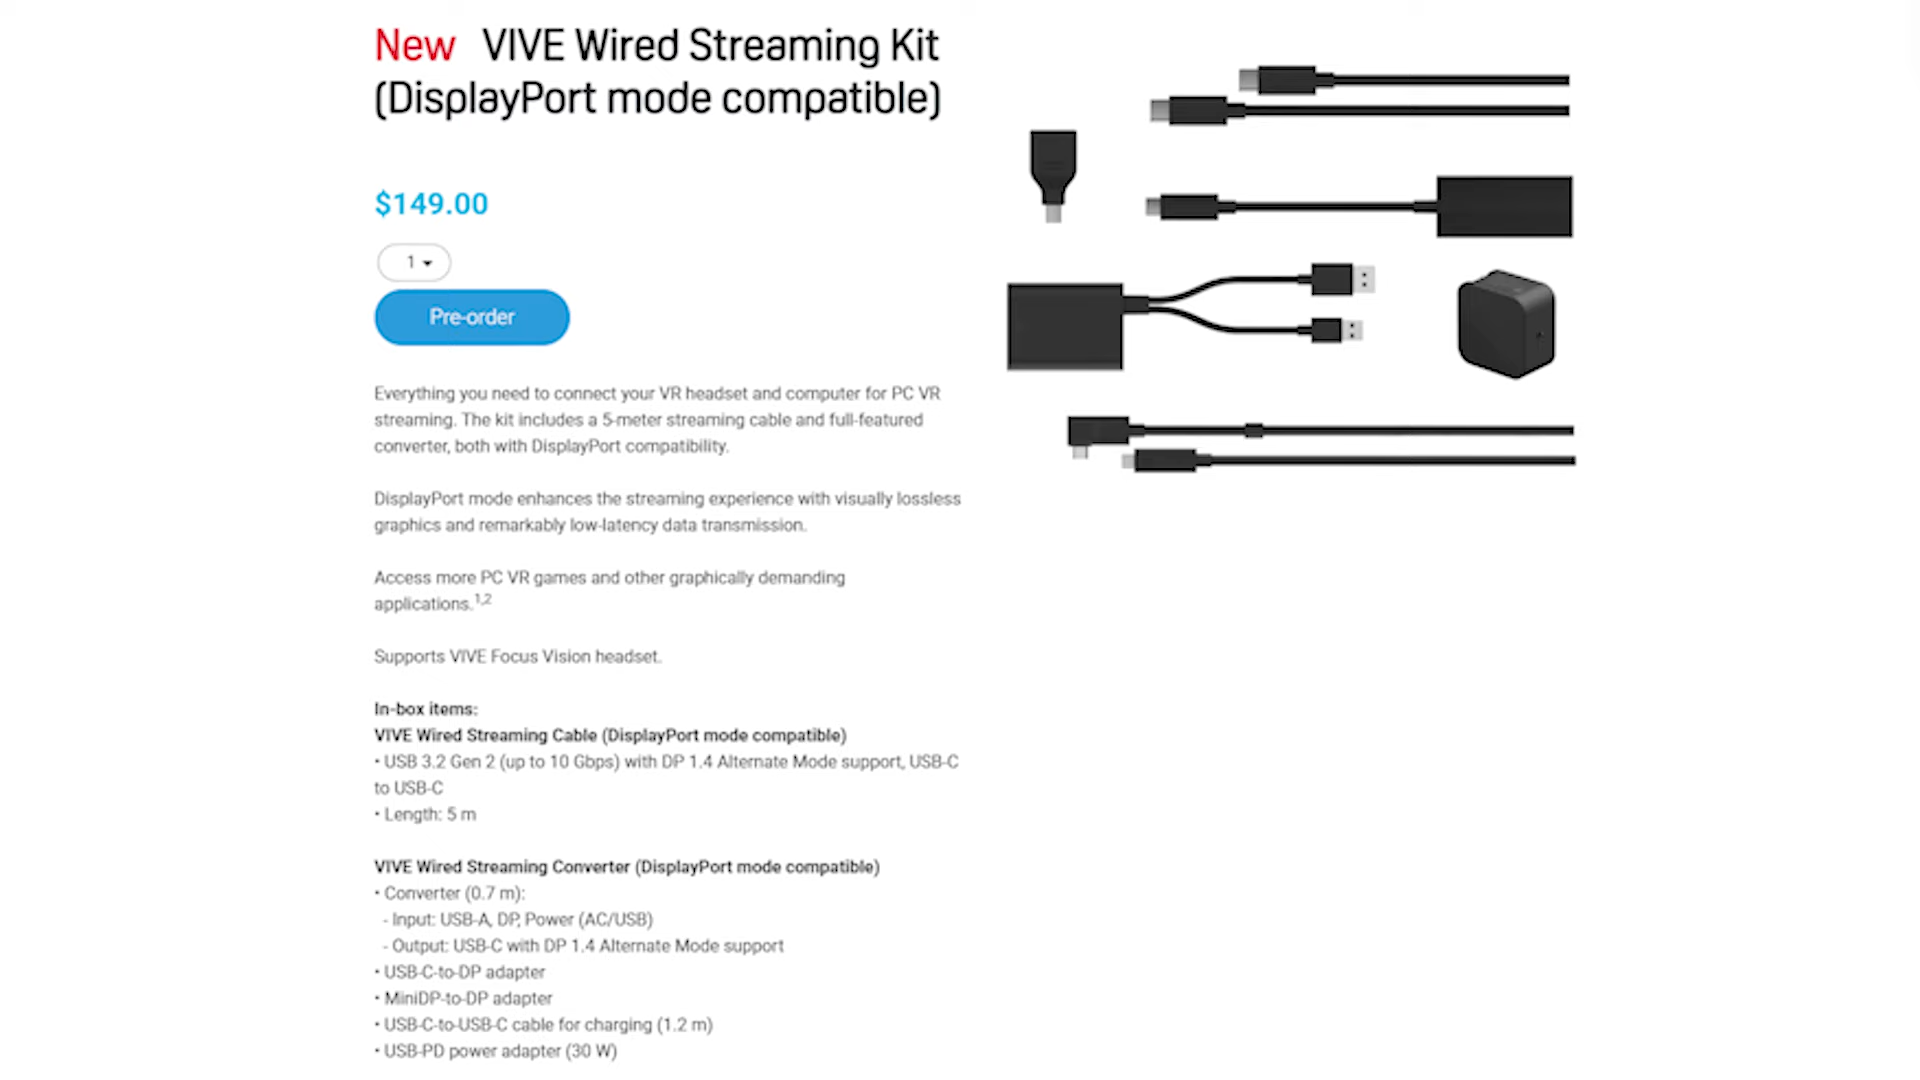 New VIVE Wired Streaming Kit
(DisplayPort mode compatible)
$149.00
1
Pre-order
Everything you need to connect your VR headset and computer for PC VR
streaming. The kit includes a 5-meter streaming cable and full-featured
converter, both with DisplayPort compatibility.
DisplayPort mode enhances the streaming experience with visually lossless
graphics and remarkably low-latency data transmission.
Access more PC VR games and other graphically demanding
applications.1,2
Supports VIVE Focus Vision headset.
In-box items:
VIVE Wired Streaming Cable (DisplayPort mode compatible)
• USB 3.2 Gen 2 (up to 10 Gbps) with DP 1.4 Alternate Mode support, USB-C
to USB-C
• Length: 5 m
VIVE Wired Streaming Converter (DisplayPort mode compatible)
• Converter (0.7 m):
- Input: USB-A, DP, Power (AC/USB)
- Output: USB-C with DP 1.4 Alternate Mode support
• USB-C-to-DP adapter
• MiniDP-to-DP adapter
• USB-C-to-USB-C cable for charging (1.2 m)
• USB-PD power adapter (30 W)